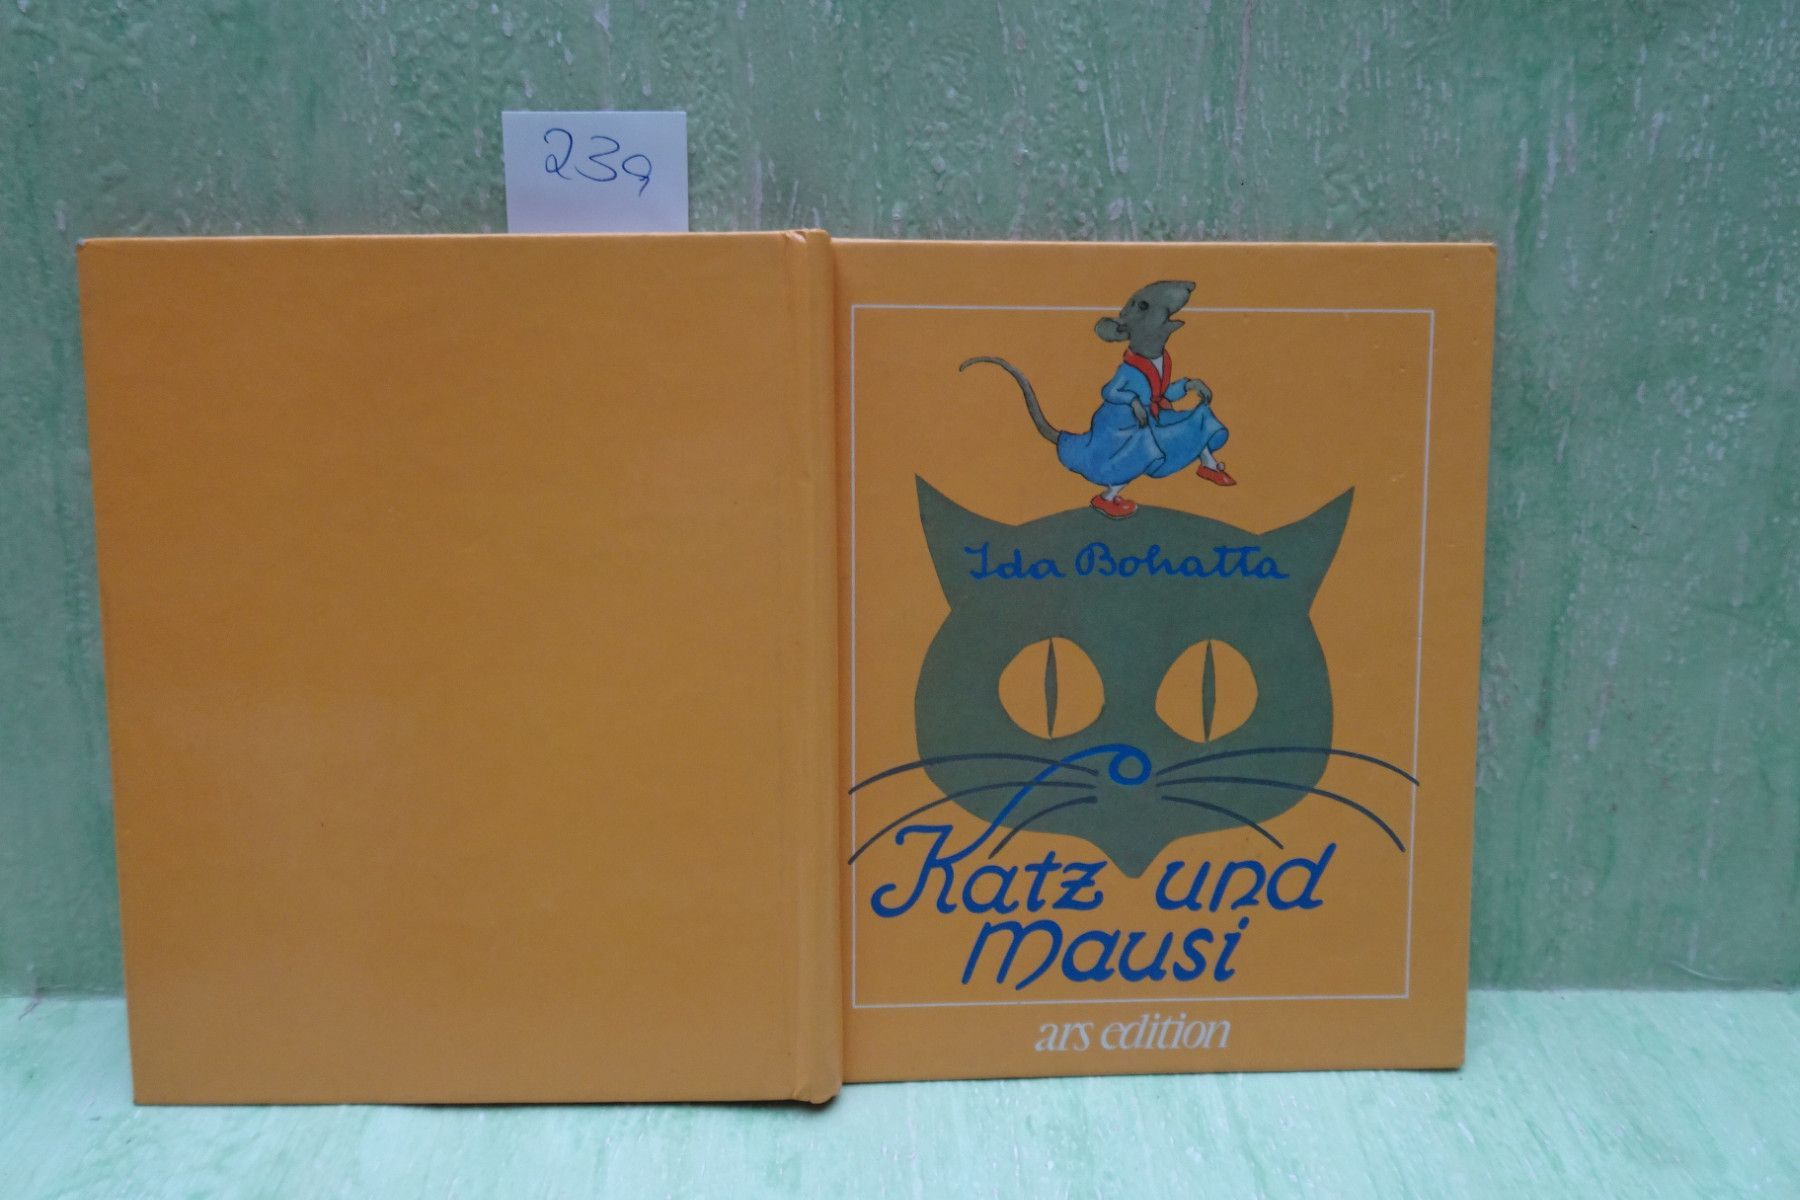 239
Ida Bohatta
Katz und
Mausi
ars edition